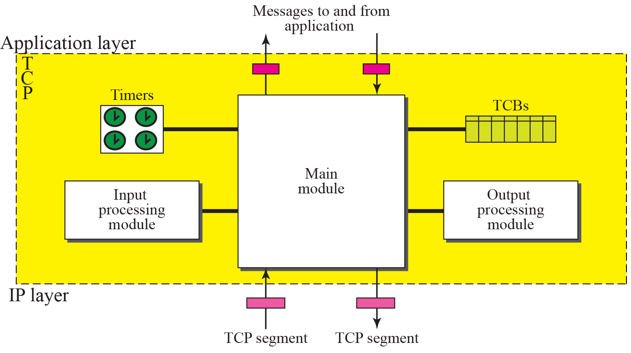 Messages to and from
application
Application layer
T
C
P
Timers
TCBs
Main
module
Input
processing
module
Output
processing
module
IP layer
TCP segment
TCP segment